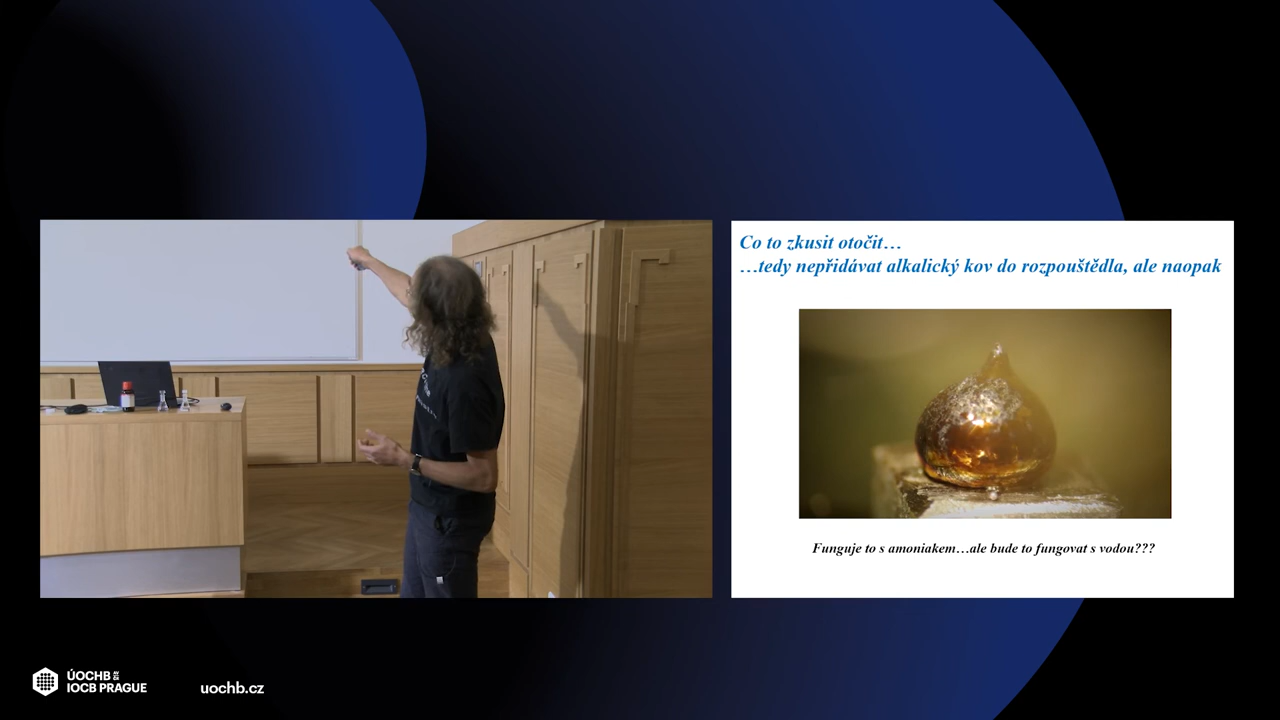 Co to zkusit otočit…
…tedy nepřidávat alkalický kov do rozpouštědla, ale naopak
Funguje to s amoniakem…ale bude to fungovat s vodou???
ÚOCHB
IOCB PRAGUE
uochb.cz